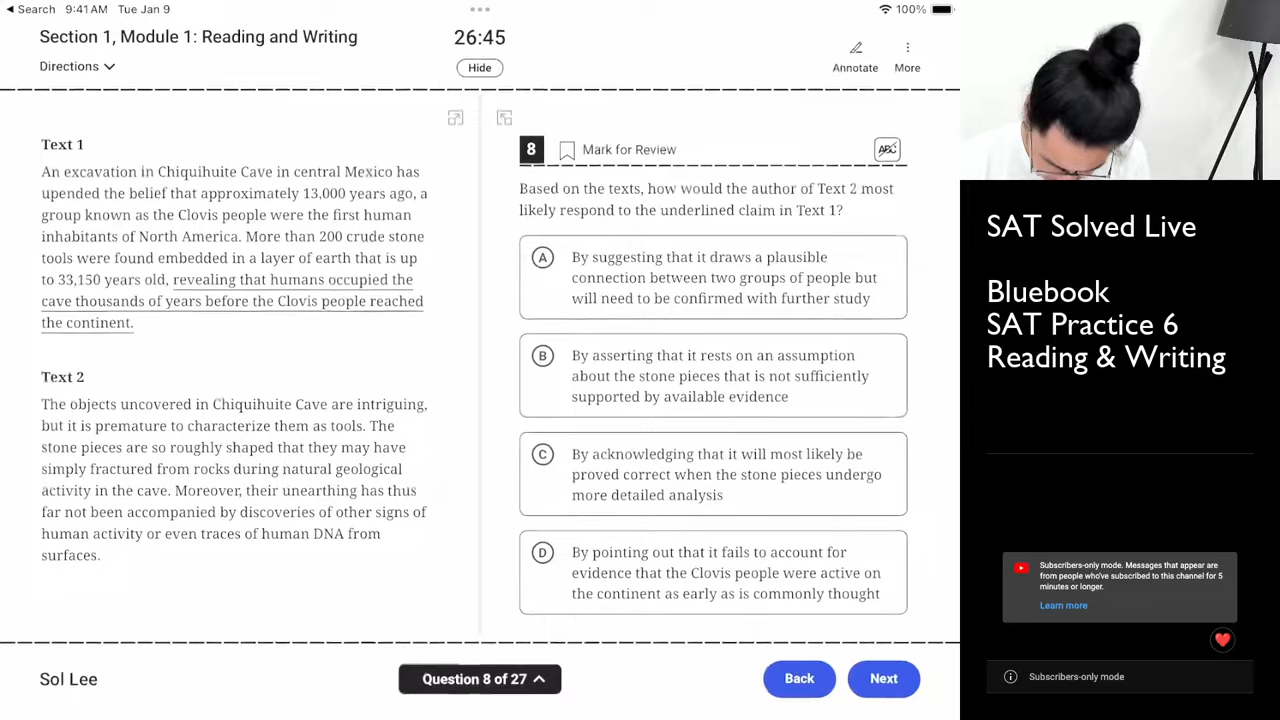 Search 9:41 AM Tue Jan 9
100%
Section 1, Module 1: Reading and Writing
Directions
26:45
Hide
Annotate
More
Text 1
An excavation in Chiquihuite Cave in central Mexico has
upended the belief that approximately 13,000 years ago, a
group known as the Clovis people were the first human
inhabitants of North America. More than 200 crude stone
tools were found embedded in a layer of earth that is up
to 33,150 years old, revealing that humans occupied the
cave thousands of years before the Clovis people reached
the continent.
Text 2
The objects uncovered in Chiquihuite Cave are intriguing,
but it is premature to characterize them as tools. The
stone pieces are so roughly shaped that they may have
simply fractured from rocks during natural geological
activity in the cave. Moreover, their unearthing has thus
far not been accompanied by discoveries of other signs of
human activity or even traces of human DNA from
surfaces.
8 Mark for Review ABC
Based on the texts, how would the author of Text 2 most
likely respond to the underlined claim in Text 1?
A By suggesting that it draws a plausible
connection between two groups of people but
will need to be confirmed with further study
B By asserting that it rests on an assumption
about the stone pieces that is not sufficiently
supported by available evidence
C By acknowledging that it will most likely be
proved correct when the stone pieces undergo
more detailed analysis
D By pointing out that it fails to account for
evidence that the Clovis people were active on
the continent as early as is commonly thought
Sol Lee
Question 8 of 27
Back
Next
SAT Solved Live
Bluebook
SAT Practice 6
Reading & Writing
Subscribers-only mode. Messages that appear are
from people who've subscribed to this channel for 5
minutes or longer.
Learn more
Subscribers-only mode